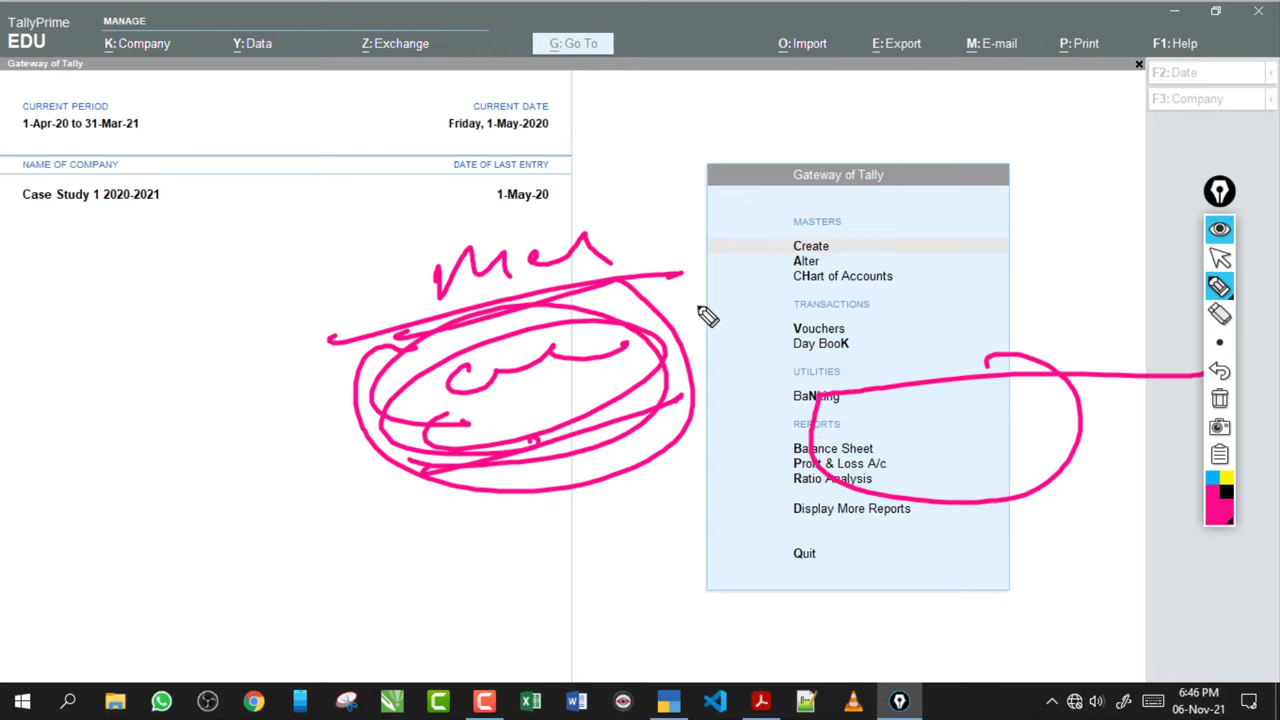 TallyPrime
EDU
MANAGE
K: Company
Y: Data
Z: Exchange
G: Go To
O: Import
E: Export
M: E-mail
P: Print
F1: Help
Gateway of Tally
F2: Date
F3: Company
CURRENT PERIOD
CURRENT DATE
1-Apr-20 to 31-Mar-21
Friday, 1-May-2020
NAME OF COMPANY
DATE OF LAST ENTRY
Case Study 1 2020-2021
1-May-20
Gateway of Tally
MASTERS
Create
Alter
CHart of Accounts
TRANSACTIONS
Vouchers
Day BooK
UTILITIES
BaNking
REPORTS
Balance Sheet
Profit & Loss A/c
Ratio Analysis
Display More Reports
Quit
6:46 PM
06-Nov-21